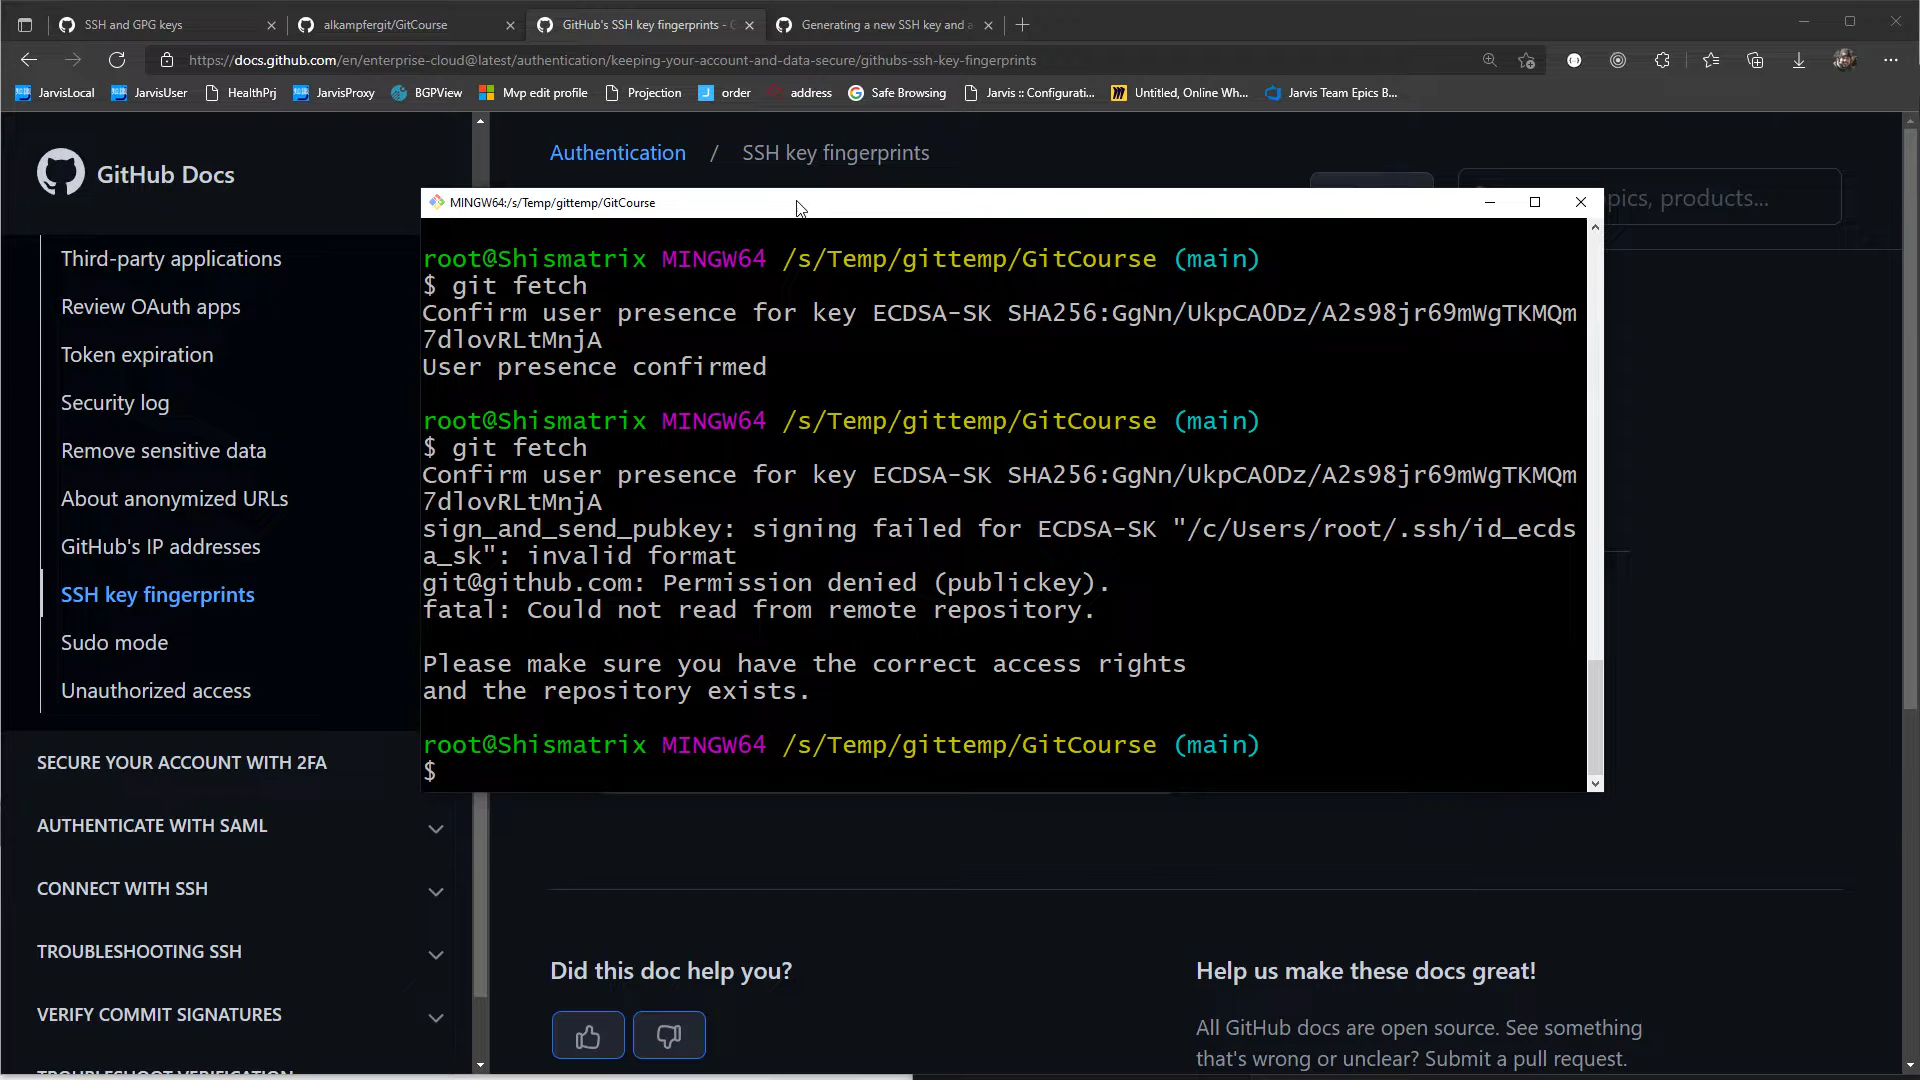 SSH and GPG keys
alkampfergit/GitCourse
GitHub's SSH key fingerprints -
Generating a new SSH key and a
https://docs.github.com/en/enterprise-cloud@latest/authentication/keeping-your-account-and-data-secure/githubs-ssh-key-fingerprints
JarvisLocal
JarvisUser
HealthPrj
JarvisProxy
BGPView
Mvp edit profile
Projection
order
address
Safe Browsing
Jarvis :: Configurati...
Untitled, Online Wh...
Jarvis Team Epics B...
GitHub Docs
Authentication / SSH key fingerprints
pics, products...
Third-party applications
Review OAuth apps
Token expiration
Security log
Remove sensitive data
About anonymized URLs
GitHub's IP addresses
SSH key fingerprints
Sudo mode
Unauthorized access
SECURE YOUR ACCOUNT WITH 2FA
AUTHENTICATE WITH SAML
CONNECT WITH SSH
TROUBLESHOOTING SSH
VERIFY COMMIT SIGNATURES
TROUBLESHOOT VERIFICATION
MINGW64:/s/Temp/gittemp/GitCourse
root@Shismatrix MINGW64 /s/Temp/gittemp/GitCourse (main)
$ git fetch
Confirm user presence for key ECDSA-SK SHA256:GgNn/UkpCAODz/A2s98jr69mWgTKMQm
7dlovRLtMnjA
User presence confirmed
root@Shismatrix MINGW64 /s/Temp/gittemp/GitCourse (main)
$ git fetch
Confirm user presence for key ECDSA-SK SHA256:GgNn/UkpCAODz/A2s98jr69mWgTKMQm
7dlovRLtMnjA
sign_and_send_pubkey: signing failed for ECDSA-SK "/c/Users/root/.ssh/id_ecds
a_sk": invalid format
git@github.com: Permission denied (publickey).
fatal: Could not read from remote repository.
Please make sure you have the correct access rights
and the repository exists.
root@Shismatrix MINGW64 /s/Temp/gittemp/GitCourse (main)
$
Did this doc help you?
Help us make these docs great!
All GitHub docs are open source. See something
that's wrong or unclear? Submit a pull request.